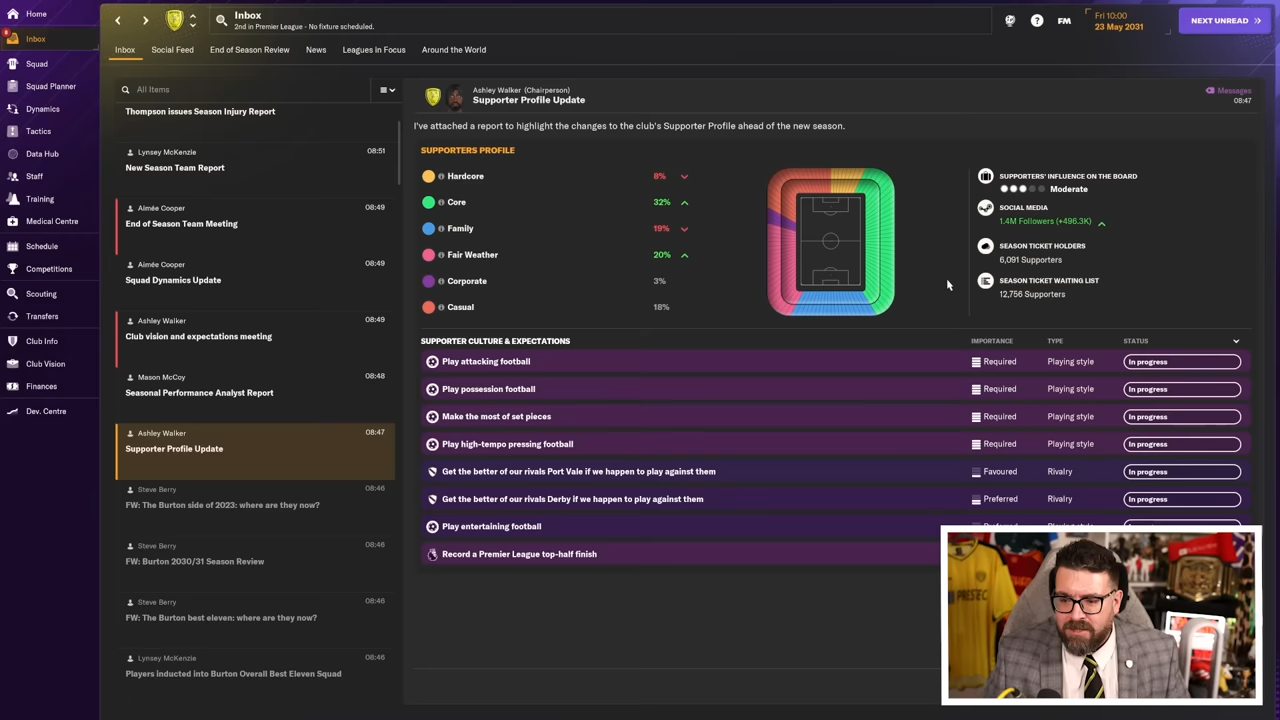 Home
8
Inbox
Squad
Squad Planner
Dynamics
Tactics
Data Hub
Staff
Training
Medical Centre
Schedule
Competitions
Scouting
Transfers
Club Info
Club Vision
Finances
Dev. Centre
Inbox
2nd in Premier League - No fixture scheduled.
FM
Fri 10:00
23 May 2031
NEXT UNREAD
Inbox
Social Feed
End of Season Review
News
Leagues in Focus
Around the World
All Items
Thompson issues Season Injury Report
Lynsey McKenzie
08:51
New Season Team Report
Aimée Cooper
08:49
End of Season Team Meeting
Aimée Cooper
08:49
Squad Dynamics Update
Ashley Walker
08:49
Club vision and expectations meeting
Mason McCoy
08:48
Seasonal Performance Analyst Report
Ashley Walker
08:47
Supporter Profile Update
Steve Berry
08:46
FW: The Burton side of 2023: where are they now?
Steve Berry
08:46
FW: Burton 2030/31 Season Review
Steve Berry
08:46
FW: The Burton best eleven: where are they now?
Lynsey McKenzie
08:46
Players inducted into Burton Overall Best Eleven Squad
Ashley Walker (Chairperson)
Supporter Profile Update
Messages
08:47
I've attached a report to highlight the changes to the club's Supporter Profile ahead of the new season.
SUPPORTERS PROFILE
Hardcore 8%
Core 32%
Family 19%
Fair Weather 20%
Corporate 3%
Casual 18%
SUPPORTERS' INFLUENCE ON THE BOARD
Moderate
SOCIAL MEDIA
1.4M Followers (+496.3K)
SEASON TICKET HOLDERS
6,091 Supporters
SEASON TICKET WAITING LIST
12,756 Supporters
SUPPORTER CULTURE & EXPECTATIONS IMPORTANCE TYPE STATUS
Play attacking football Required Playing style In progress
Play possession football Required Playing style In progress
Make the most of set pieces Required Playing style In progress
Play high-tempo pressing football Required Playing style In progress
Get the better of our rivals Port Vale if we happen to play against them Favoured Rivalry In progress
Get the better of our rivals Derby if we happen to play against them Preferred Rivalry In progress
Play entertaining football Preferred Playing style In progress
Record a Premier League top-half finish
PRESTEC